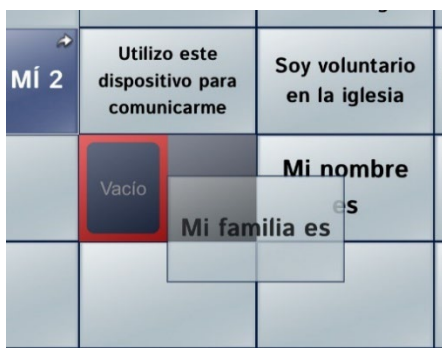 MÍ 2
Utilizo este
dispositivo para
comunicarme
Soy voluntario
en la iglesia
Vacío
Mi nombre
es
Mi familia es